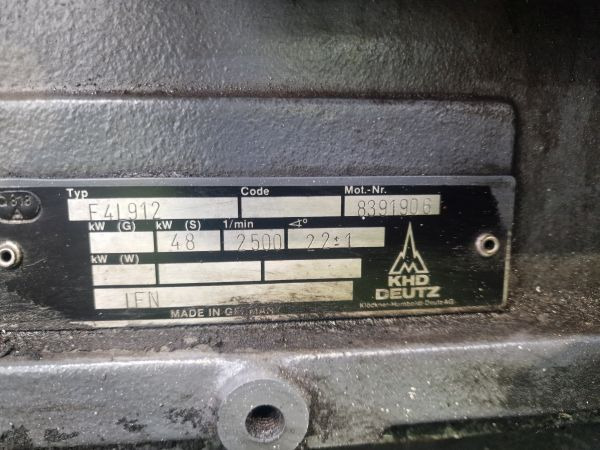 Typ Code Mot.-Nr.
F4L912 8391906
kW (G) kW (S) 1/min ∢°
48 2500 22±1
kW (W)
IFN
KHD
DEUTZ
Klöckner-Humboldt-Deutz AG
MADE IN GERMANY